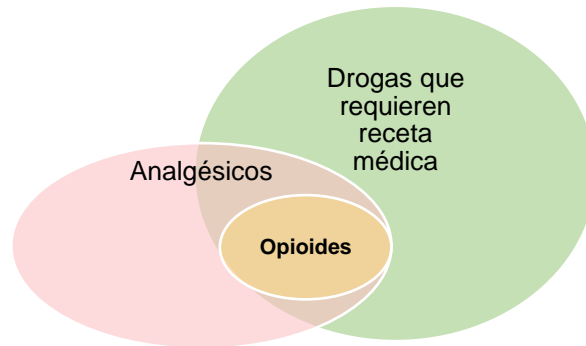 Drogas que
requieren
receta
médica
Analgésicos
Opioides